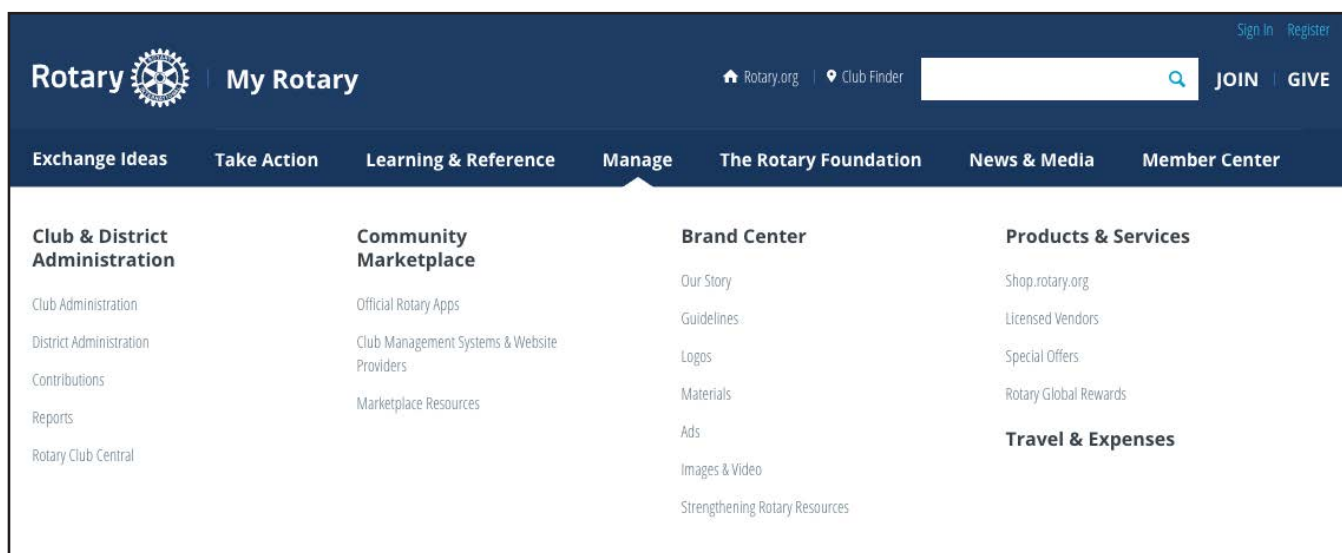 Sign In Register
Rotary My Rotary
Rotary.org Club Finder JOIN GIVE
Exchange Ideas Take Action Learning & Reference Manage The Rotary Foundation News & Media Member Center
Club & District
Administration
Club Administration
District Administration
Contributions
Reports
Rotary Club Central
Community
Marketplace
Official Rotary Apps
Club Management Systems & Website
Providers
Marketplace Resources
Brand Center
Our Story
Guidelines
Logos
Materials
Ads
Images & Video
Strengthening Rotary Resources
Products & Services
Shop.rotary.org
Licensed Vendors
Special Offers
Rotary Global Rewards
Travel & Expenses